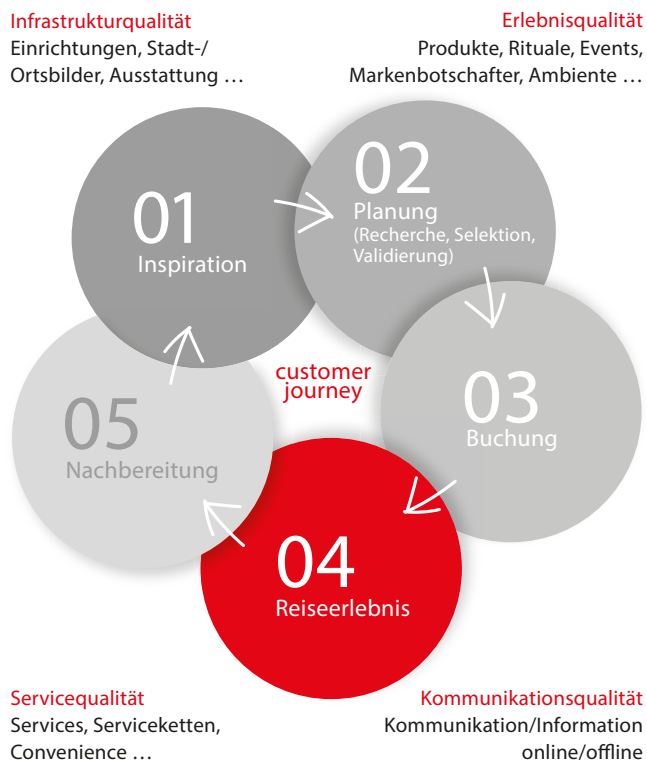 Infrastrukturqualität
Einrichtungen, Stadt-/
Ortsbilder, Ausstattung …
Erlebnisqualität
Produkte, Rituale, Events,
Markenbotschafter, Ambiente …
01
Inspiration
02
Planung
(Recherche, Selektion,
Validierung)
customer
journey
03
Buchung
05
Nachbereitung
04
Reiseerlebnis
Servicequalität
Services, Serviceketten,
Convenience …
Kommunikationsqualität
Kommunikation/Information
online/offline